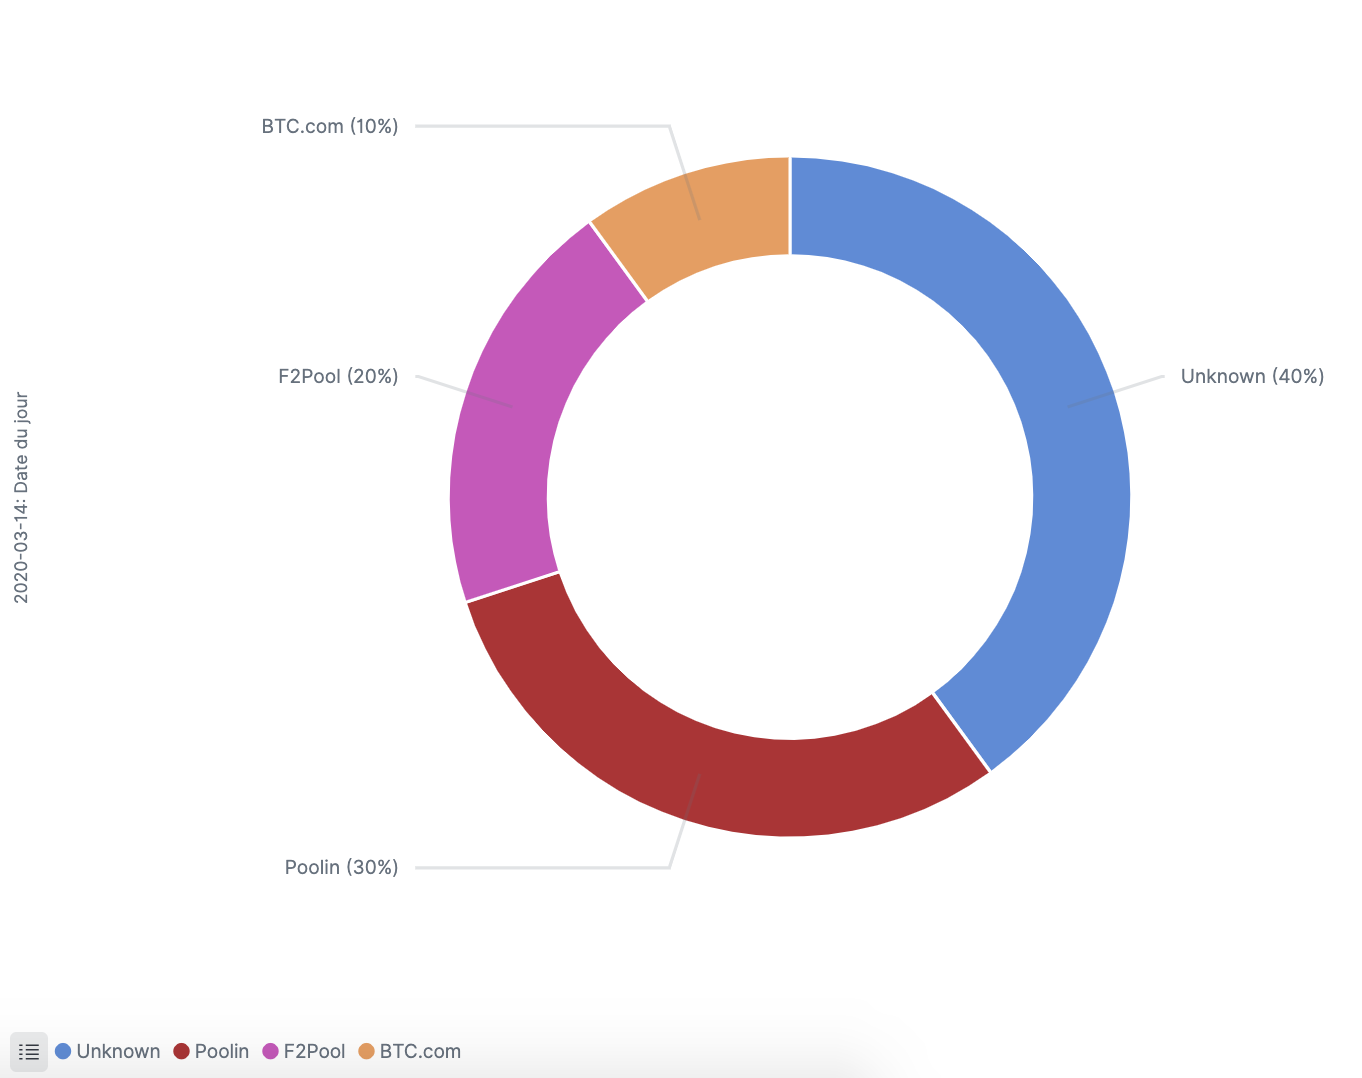 BTC.com (10%)
F2Pool (20%)
Unknown (40%)
2020-03-14: Date du jour
Poolin (30%)
Unknown
Poolin
F2Pool
BTC.com